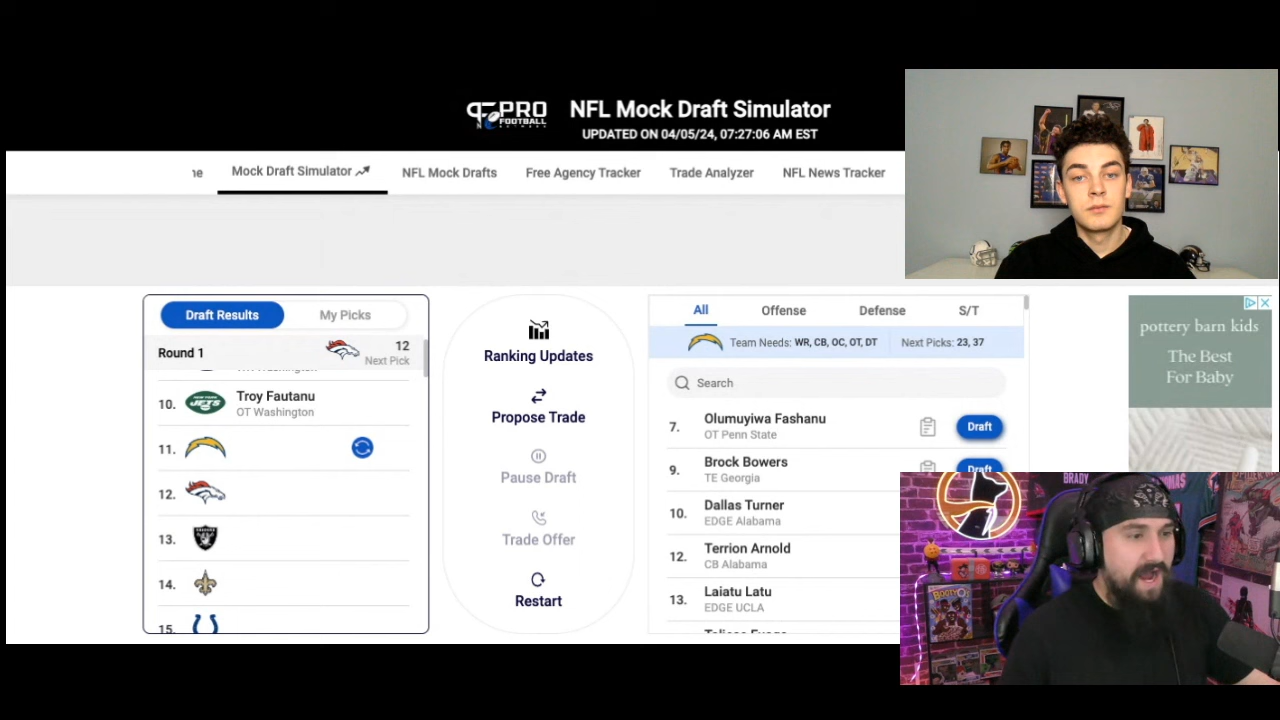 PRO
FOOTBALL
NETWORK
NFL Mock Draft Simulator
UPDATED ON 04/05/24, 07:27:06 AM EST
ne
Mock Draft Simulator
NFL Mock Drafts
Free Agency Tracker
Trade Analyzer
NFL News Tracker
Draft Results
My Picks
Round 1
12
Next Pick
10.
Troy Fautanu
OT Washington
11.
12.
13.
14.
15.
Ranking Updates
Propose Trade
Pause Draft
Trade Offer
Restart
All
Offense
Defense
S/T
Team Needs: WR, CB, OC, OT, DT
Next Picks: 23, 37
Search
7.
Olumuyiwa Fashanu
OT Penn State
Draft
9.
Brock Bowers
TE Georgia
Draft
10.
Dallas Turner
EDGE Alabama
12.
Terrion Arnold
CB Alabama
13.
Laiatu Latu
EDGE UCLA
pottery barn kids
The Best
For Baby
BRADY